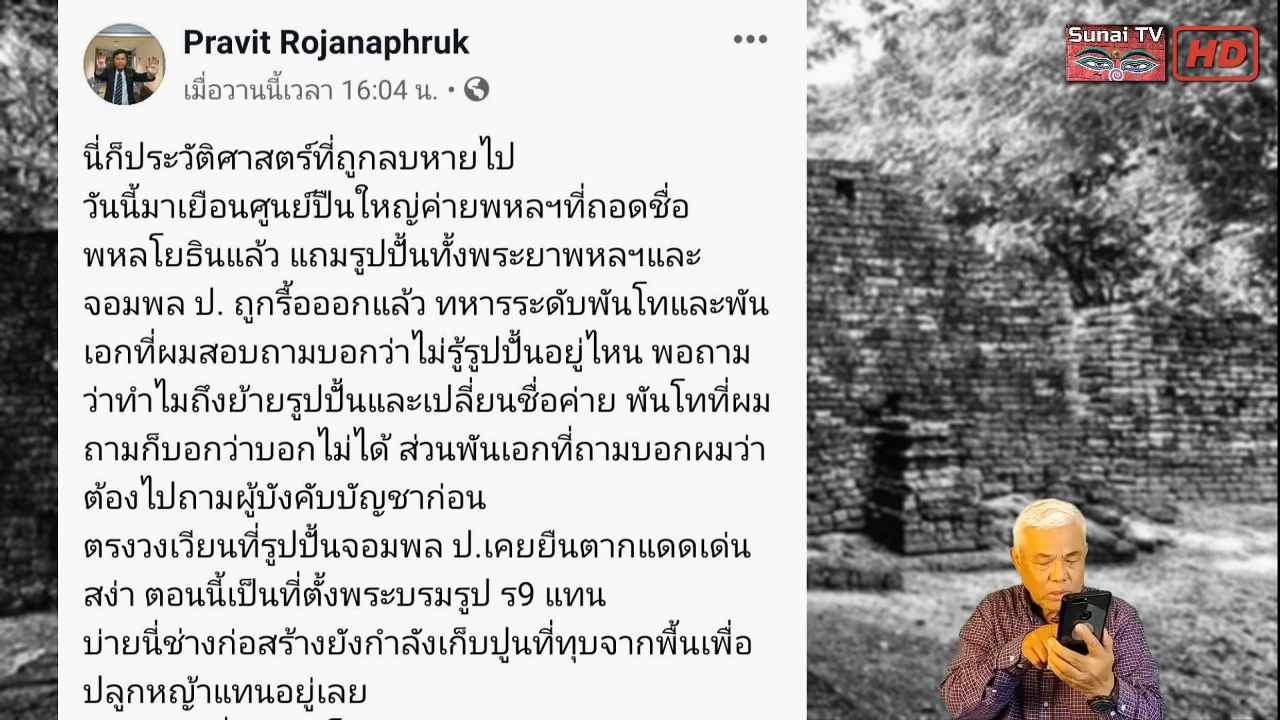 Pravit Rojanaphruk
เมื่อวานนี้เวลา 16:04 น.
นี่ก็ประวัติศาสตร์ที่ถูกลบหายไป
วันนี้มาเยือนศูนย์ปืนใหญ่ค่ายพหลฯที่ถอดชื่อ
พหลโยธินแล้ว แถมรูปปั้นทั้งพระยาพหลฯและ
จอมพล ป. ถูกรื้อออกแล้ว ทหารระดับพันโทและพัน
เอกที่ผมสอบถามบอกว่าไม่รู้รูปปั้นอยู่ไหน พอถาม
ว่าทำไมถึงย้ายรูปปั้นและเปลี่ยนชื่อค่าย พันโทที่ผม
ถามก็บอกว่าบอกไม่ได้ ส่วนพันเอกที่ถามบอกผมว่า
ต้องไปถามผู้บังคับบัญชาก่อน
ตรงวงเวียนที่รูปปั้นจอมพล ป.เคยยืนตากแดดเด่น
สง่า ตอนนี้เป็นที่ตั้งพระบรมรูป ร9 แทน
บ่ายนี่ช่างก่อสร้างยังกำลังเก็บปูนที่ทุบจากพื้นเพื่อ
ปลูกหญ้าแทนอยู่เลย
Sunai TV
HD